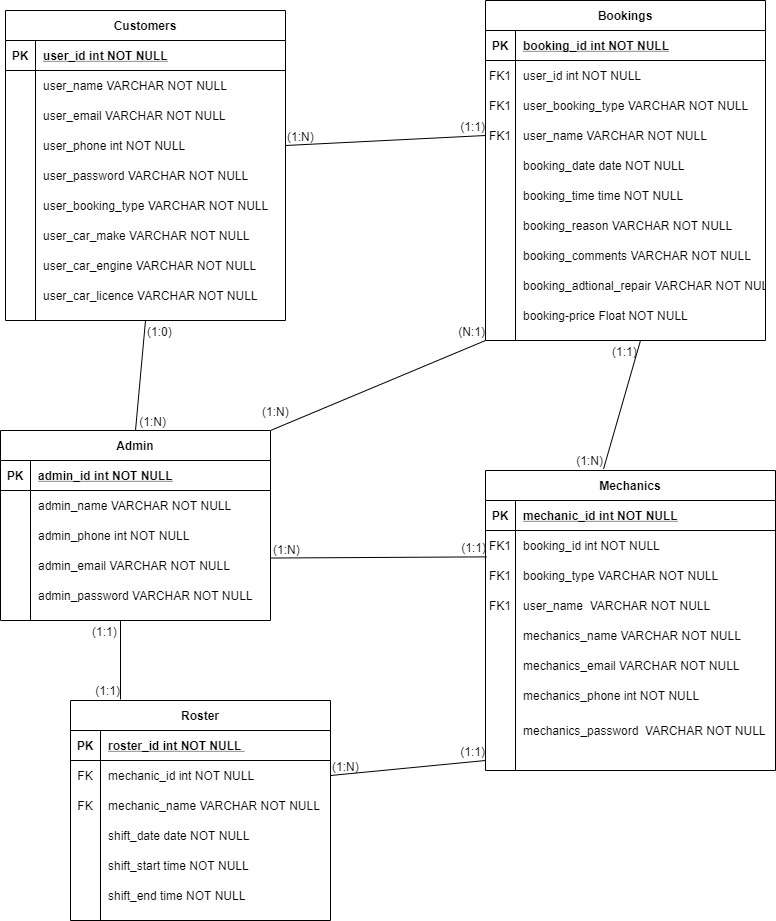 Customers
PK user_id int NOT NULL
user_name VARCHAR NOT NULL
user_email VARCHAR NOT NULL
user_phone int NOT NULL
user_password VARCHAR NOT NULL
user_booking_type VARCHAR NOT NULL
user_car_make VARCHAR NOT NULL
user_car_engine VARCHAR NOT NULL
user_car_licence VARCHAR NOT NULL
Bookings
PK booking_id int NOT NULL
FK1 user_id int NOT NULL
FK1 user_booking_type VARCHAR NOT NULL
FK1 user_name VARCHAR NOT NULL
booking_date date NOT NULL
booking_time time NOT NULL
booking_reason VARCHAR NOT NULL
booking_comments VARCHAR NOT NULL
booking_adtional_repair VARCHAR NOT NUL
booking-price Float NOT NULL
(1:N)
(1:1)
(1:0)
(1:N)
(N:1)
(1:N)
(1:1)
(1:N)
Admin
PK admin_id int NOT NULL
admin_name VARCHAR NOT NULL
admin_phone int NOT NULL
admin_email VARCHAR NOT NULL
admin_password VARCHAR NOT NULL
(1:N)
(1:1)
Mechanics
PK mechanic_id int NOT NULL
FK1 booking_id int NOT NULL
FK1 booking_type VARCHAR NOT NULL
FK1 user_name VARCHAR NOT NULL
mechanics_name VARCHAR NOT NULL
mechanics_email VARCHAR NOT NULL
mechanics_phone int NOT NULL
mechanics_password VARCHAR NOT NULL
(1:1)
(1:1)
Roster
PK roster_id int NOT NULL
FK mechanic_id int NOT NULL
FK mechanic_name VARCHAR NOT NULL
shift_date date NOT NULL
shift_start time NOT NULL
shift_end time NOT NULL
(1:N)
(1:1)